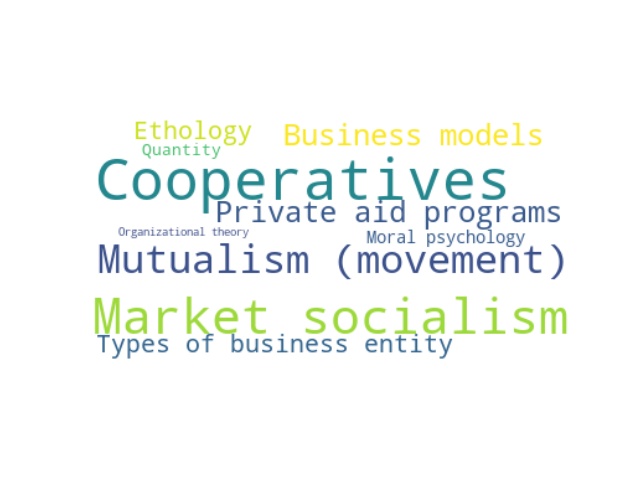 Ethology
Business models
Quantity
Cooperatives
Private aid programs
Organizational theory
Moral psychology
Mutualism (movement)
Market socialism
Types of business entity